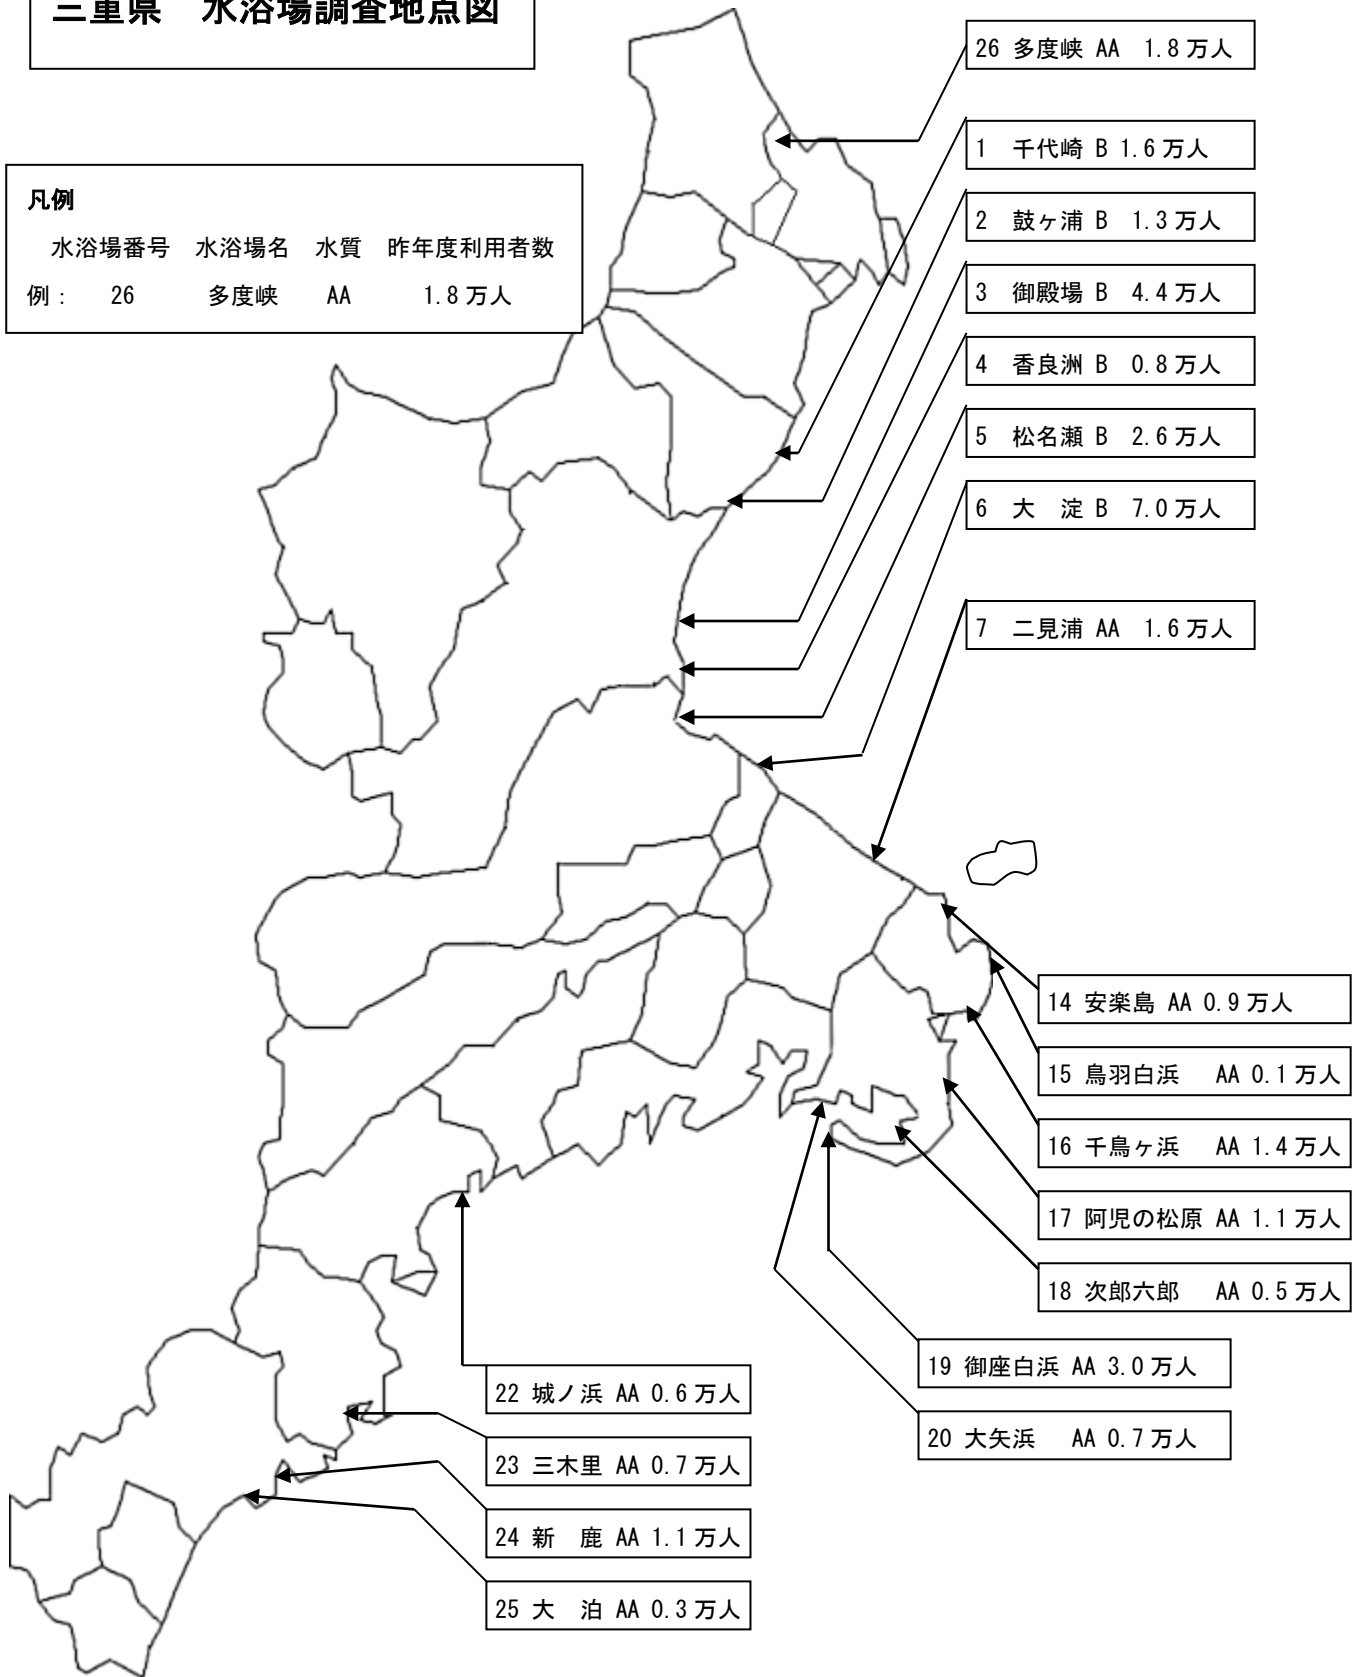 三重県　水浴場調査地点図
凡例
水浴場番号　水浴場名　水質　昨年度利用者数
例：　26　多度峡　AA　1.8万人
26 多度峡 AA　1.8万人
1　千代崎 B 1.6万人
2　鼓ヶ浦 B　1.3万人
3　御殿場 B　4.4万人
4　香良洲 B　0.8万人
5　松名瀬 B　2.6万人
6　大　淀 B　7.0万人
7　二見浦 AA　1.6万人
14 安楽島 AA 0.9万人
15 鳥羽白浜　AA 0.1万人
16 千鳥ヶ浜　AA 1.4万人
17 阿児の松原 AA 1.1万人
18 次郎六郎　AA 0.5万人
19 御座白浜 AA 3.0万人
20 大矢浜　AA 0.7万人
22 城ノ浜 AA 0.6万人
23 三木里 AA 0.7万人
24 新　鹿 AA 1.1万人
25 大　泊 AA 0.3万人